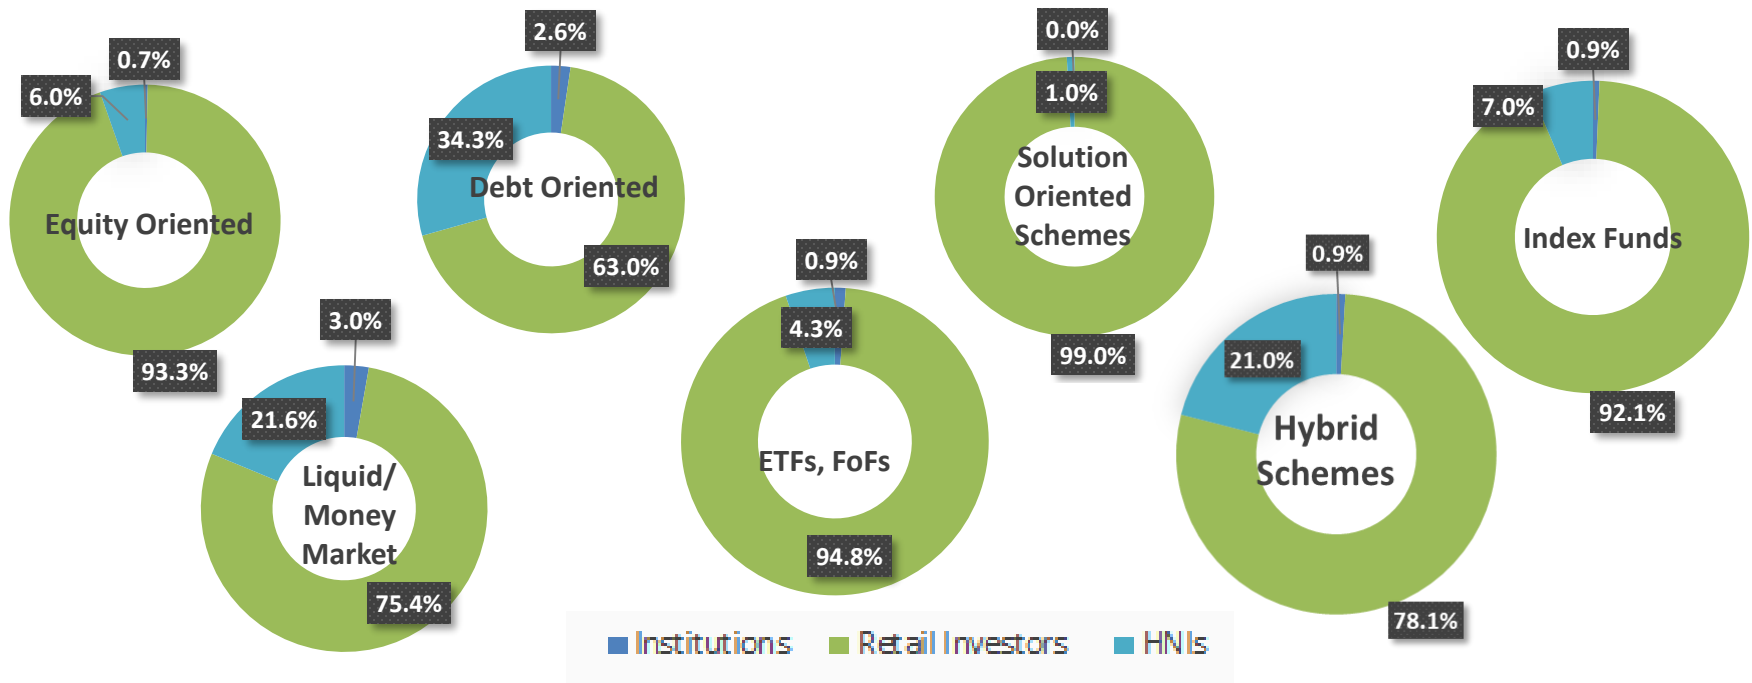 0.7%
6.0%
Equity Oriented
93.3%
2.6%
34.3%
Debt Oriented
63.0%
0.0%
1.0%
Solution
Oriented
Schemes
99.0%
0.9%
7.0%
Index Funds
92.1%
3.0%
21.6%
Liquid/
Money
Market
75.4%
0.9%
4.3%
ETFs, FoFs
94.8%
0.9%
21.0%
Hybrid
Schemes
78.1%
Institutions Retail Investors HNIs